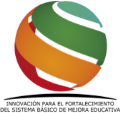 INNOVACIÓN PARA EL FORTALECIMIENTO
DEL SISTEMA BÁSICO DE MEJORA EDUCATIVA